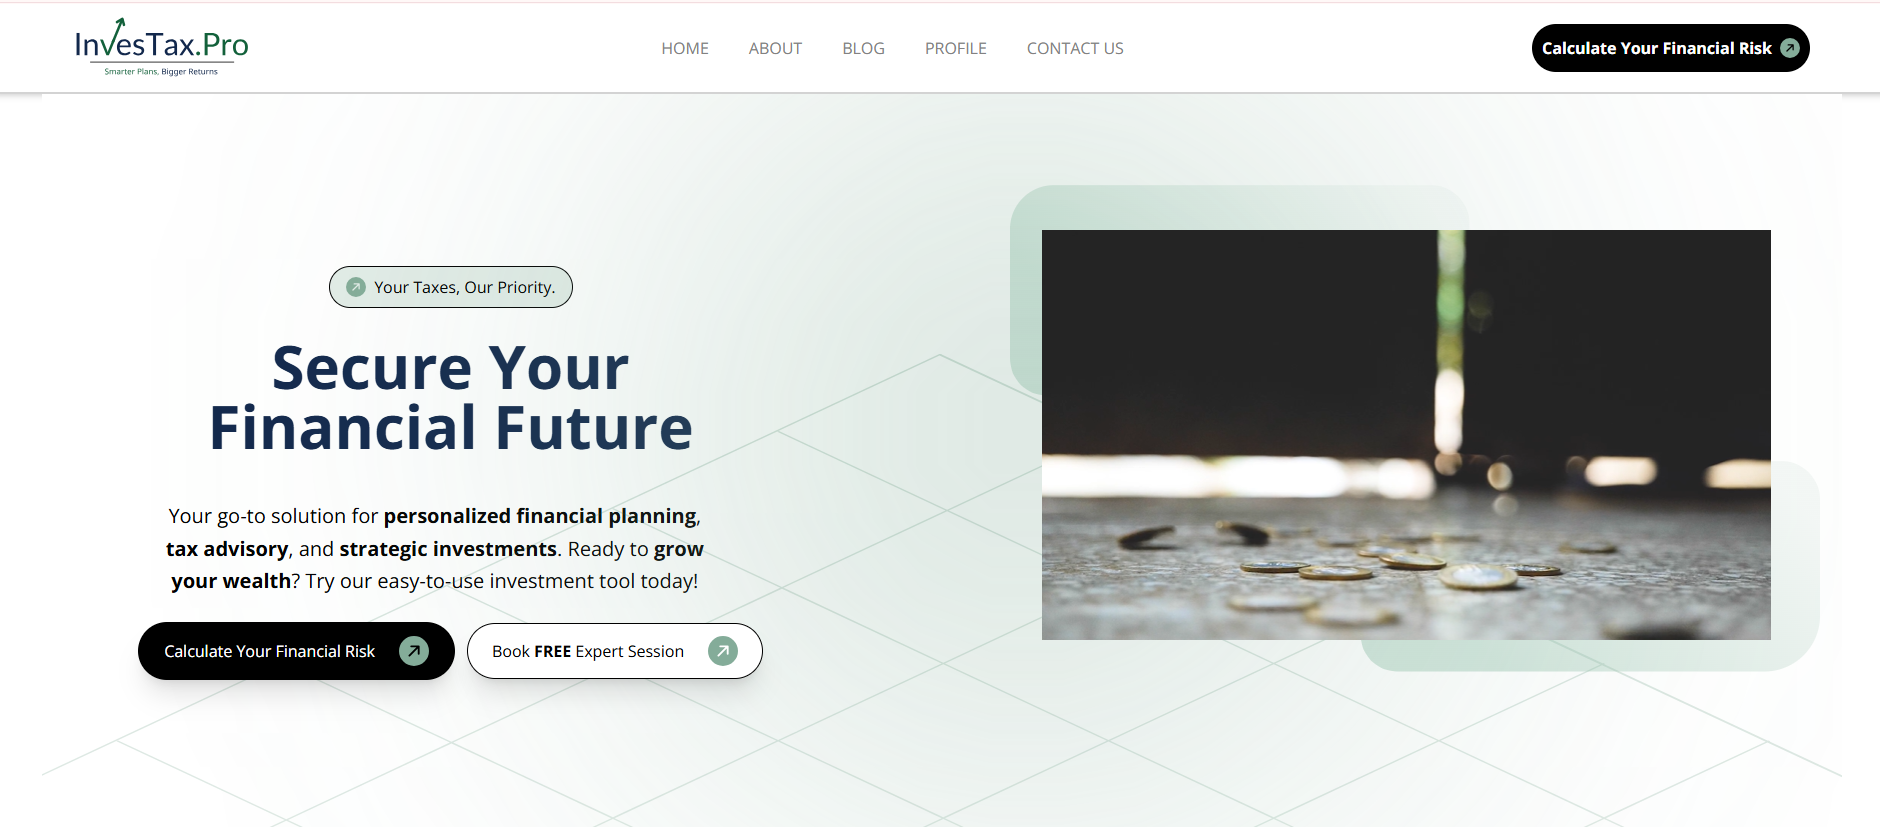 InvesTax.Pro
Smarter Plans, Bigger Returns
HOME
ABOUT
BLOG
PROFILE
CONTACT US
Calculate Your Financial Risk
Your Taxes, Our Priority.
Secure Your
Financial Future
Your go-to solution for personalized financial planning,
tax advisory, and strategic investments. Ready to grow
your wealth? Try our easy-to-use investment tool today!
Calculate Your Financial Risk
Book FREE Expert Session